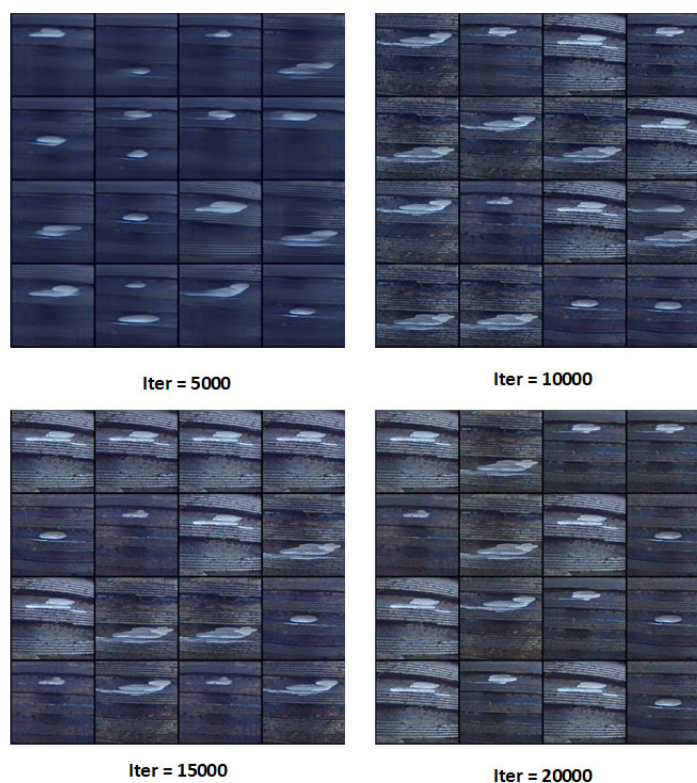 Iter = 5000
Iter = 10000
Iter = 15000
Iter = 20000